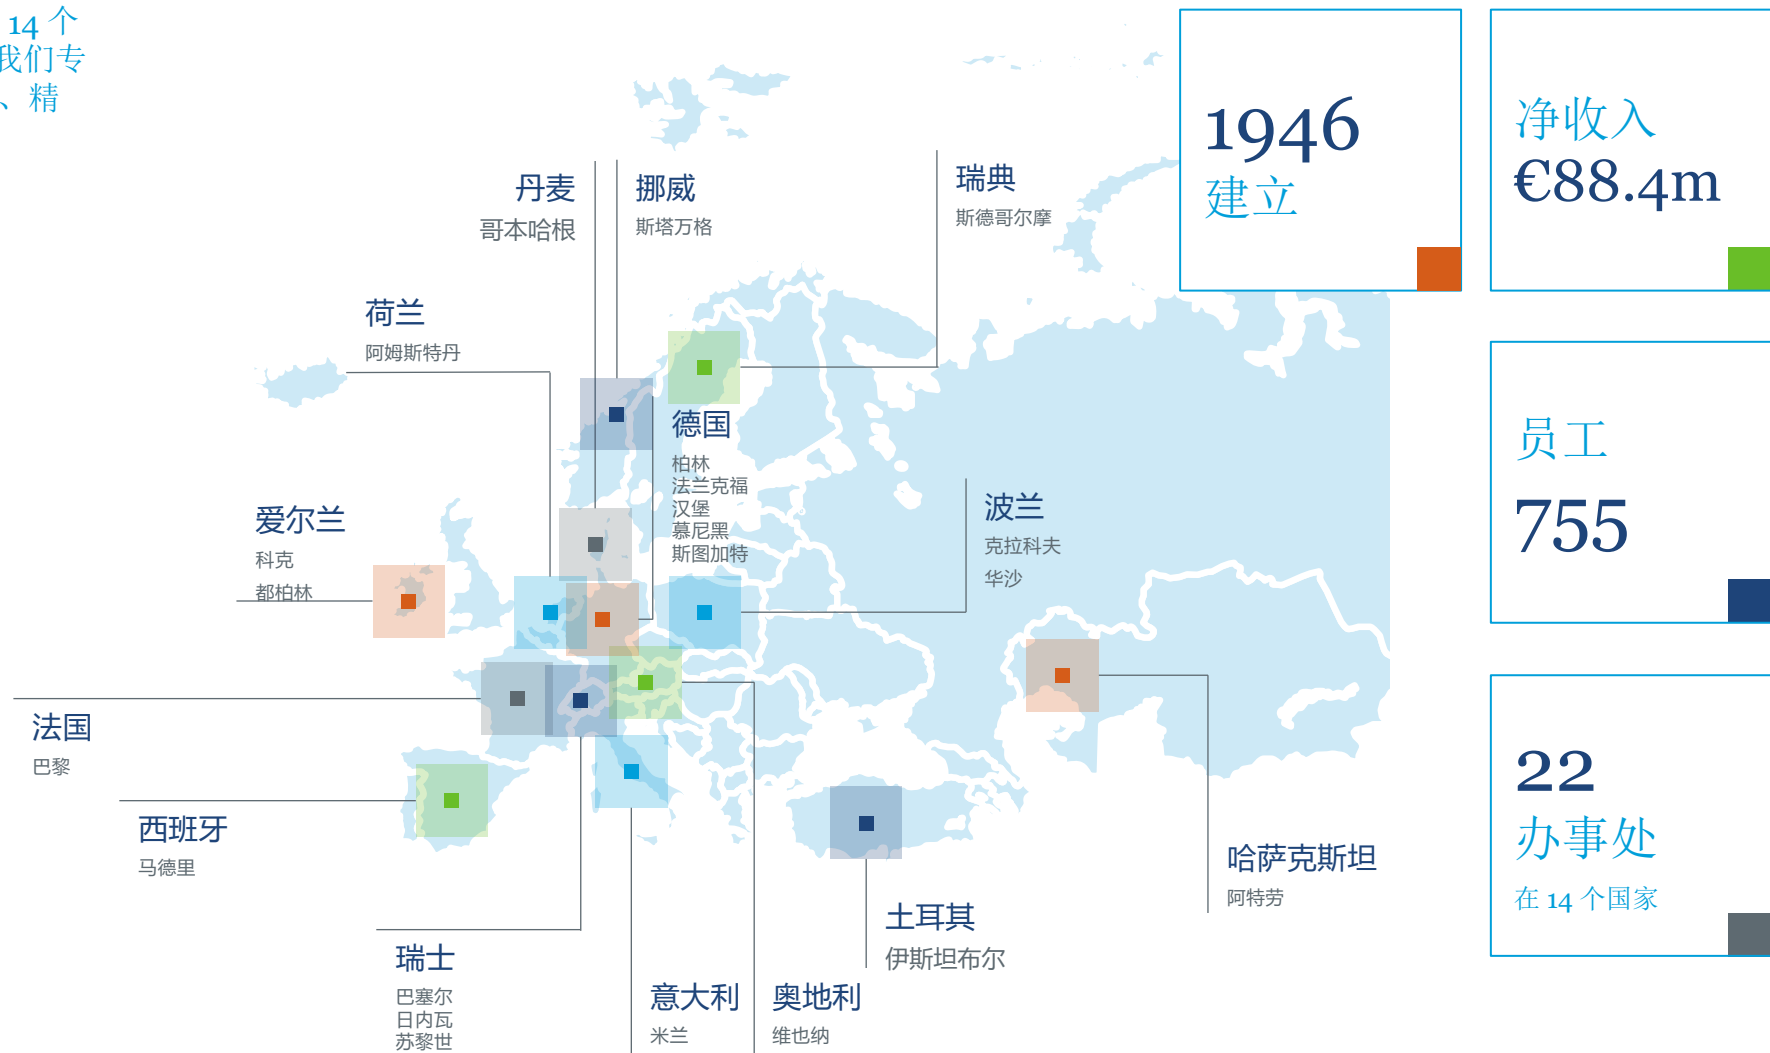 14 个
我们专
、精
丹麦
哥本哈根
挪威
斯塔万格
瑞典
斯德哥尔摩
荷兰
阿姆斯特丹
德国
柏林
法兰克福
汉堡
慕尼黑
斯图加特
爱尔兰
科克
都柏林
波兰
克拉科夫
华沙
法国
巴黎
西班牙
马德里
瑞士
巴塞尔
日内瓦
苏黎世
意大利
米兰
奥地利
维也纳
土耳其
伊斯坦布尔
哈萨克斯坦
阿特劳
1946
建立
净收入
€88.4m
员工
755
22
办事处
在 14 个国家